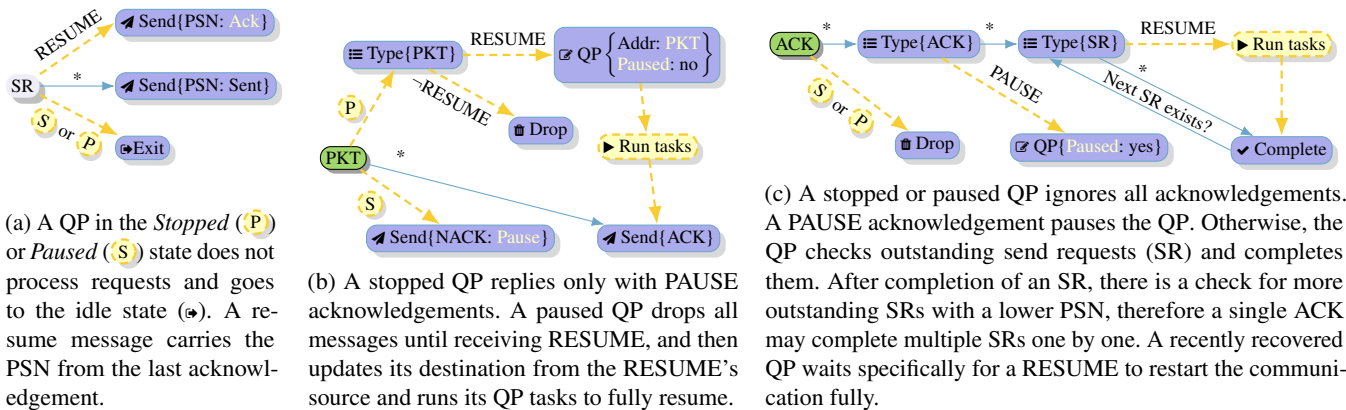 RESUME
Send{PSN: Ack}
SR
*
Send{PSN: Sent}
S or P
Exit
(a) A QP in the Stopped (P)
or Paused (S) state does not
process requests and goes
to the idle state (). A re-
sume message carries the
PSN from the last acknowl-
edgement.
Type{PKT}
RESUME
QP { Addr: PKT
Paused: no }
P
¬RESUME
Drop
Run tasks
PKT
*
S
Send{NACK: Pause}
Send{ACK}
(b) A stopped QP replies only with PAUSE
acknowledgements. A paused QP drops all
messages until receiving RESUME, and then
updates its destination from the RESUME's
source and runs its QP tasks to fully resume.
ACK
*
Type{ACK}
*
Type{SR}
RESUME
Run tasks
S or P
PAUSE
*
Next SR exists?
Drop
QP{Paused: yes}
Complete
(c) A stopped or paused QP ignores all acknowledgements.
A PAUSE acknowledgement pauses the QP. Otherwise, the
QP checks outstanding send requests (SR) and completes
them. After completion of an SR, there is a check for more
outstanding SRs with a lower PSN, therefore a single ACK
may complete multiple SRs one by one. A recently recovered
QP waits specifically for a RESUME to restart the communi-
cation fully.